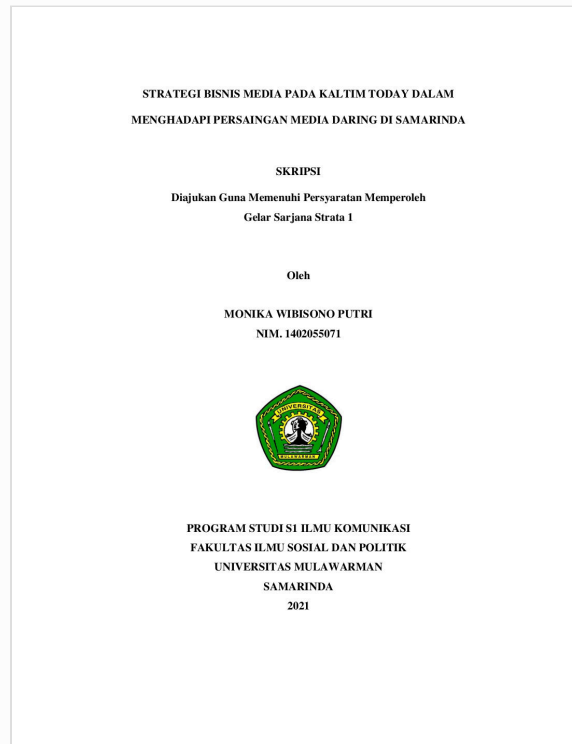 STRATEGI BISNIS MEDIA PADA KALTIM TODAY DALAM
MENGHADAPI PERSAINGAN MEDIA DARING DI SAMARINDA
SKRIPSI
Diajukan Guna Memenuhi Persyaratan Memperoleh
Gelar Sarjana Strata 1
Oleh
MONIKA WIBISONO PUTRI
NIM. 1402055071
UNIVERSITAS
MULAWARMAN
PROGRAM STUDI S1 ILMU KOMUNIKASI
FAKULTAS ILMU SOSIAL DAN POLITIK
UNIVERSITAS MULAWARMAN
SAMARINDA
2021